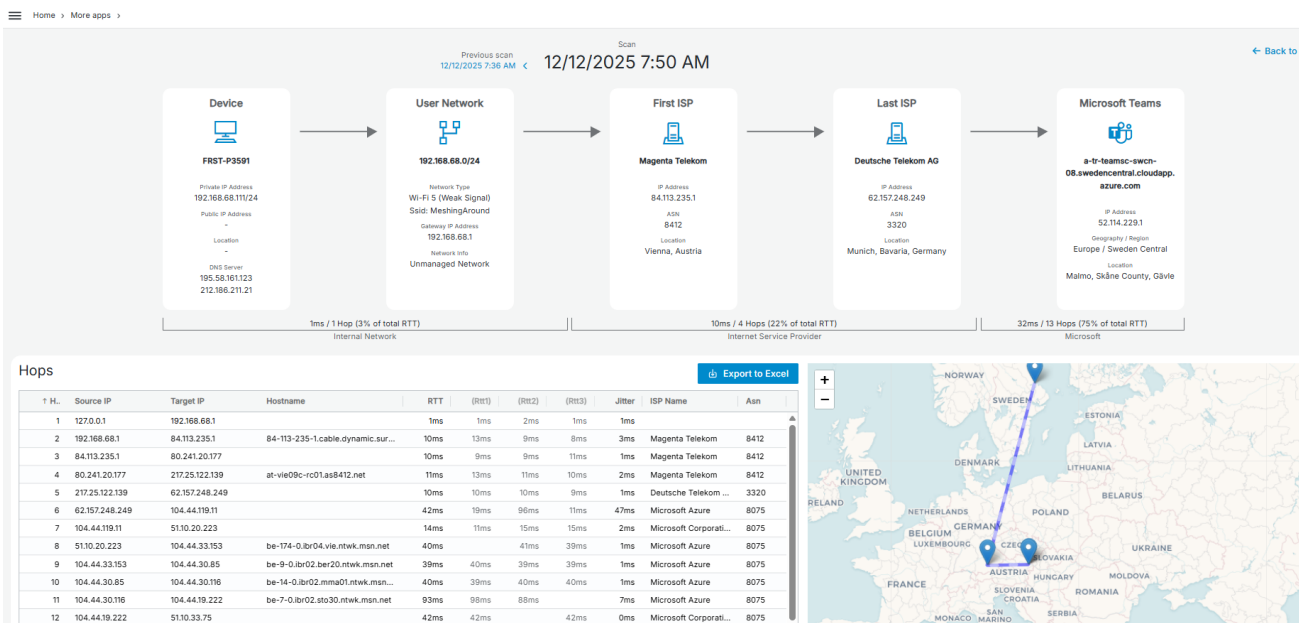 Home > More apps >
Scan
Previous scan
12/12/2025 7:36 AM <
12/12/2025 7:50 AM
← Back to
Device
FRST-P3591
Private IP Address
192.168.68.111/24
Public IP Address
-
Location
-
DNS Server
195.58.161.123
212.186.211.21
User Network
192.168.68.0/24
Network Type
Wi-Fi 5 (Weak Signal)
Ssid: MeshingAround
Gateway IP Address
192.168.68.1
Network Info
Unmanaged Network
First ISP
Magenta Telekom
IP Address
84.113.235.1
ASN
8412
Location
Vienna, Austria
Last ISP
Deutsche Telekom AG
IP Address
62.157.248.249
ASN
3320
Location
Munich, Bavaria, Germany
Microsoft Teams
a-tr-teamsc-swcn-
08.swedencentral.cloudapp.
azure.com
IP Address
52.114.229.1
Geography / Region
Europe / Sweden Central
Location
Malmo, Skåne County, Gävle
1ms / 1 Hop (3% of total RTT)
Internal Network
10ms / 4 Hops (22% of total RTT)
Internet Service Provider
32ms / 13 Hops (75% of total RTT)
Microsoft
Hops
Export to Excel
↑ H.. Source IP Target IP Hostname RTT (Rtt1) (Rtt2) (Rtt3) Jitter ISP Name Asn
1 127.0.0.1 192.168.68.1 1ms 1ms 2ms 1ms 1ms
2 192.168.68.1 84.113.235.1 84-113-235-1.cable.dynamic.sur... 10ms 13ms 9ms 8ms 3ms Magenta Telekom 8412
3 84.113.235.1 80.241.20.177 10ms 9ms 9ms 11ms 1ms Magenta Telekom 8412
4 80.241.20.177 217.25.122.139 at-vie09c-rc01.as8412.net 11ms 13ms 11ms 10ms 2ms Magenta Telekom 8412
5 217.25.122.139 62.157.248.249 10ms 10ms 10ms 9ms 1ms Deutsche Telekom ... 3320
6 62.157.248.249 104.44.119.11 42ms 19ms 96ms 11ms 47ms Microsoft Azure 8075
7 104.44.119.11 51.10.20.223 14ms 11ms 15ms 15ms 2ms Microsoft Corporati... 8075
8 51.10.20.223 104.44.33.153 be-174-0.ibr04.vie.ntwk.msn.net 40ms 41ms 39ms 1ms Microsoft Azure 8075
9 104.44.33.153 104.44.30.85 be-9-0.ibr02.ber20.ntwk.msn.net 39ms 40ms 39ms 39ms 1ms Microsoft Azure 8075
10 104.44.30.85 104.44.30.116 be-14-0.ibr02.mma01.ntwk.msn... 40ms 39ms 40ms 40ms 1ms Microsoft Azure 8075
11 104.44.30.116 104.44.19.222 be-7-0.ibr02.sto30.ntwk.msn.net 93ms 98ms 88ms 7ms Microsoft Azure 8075
12 104.44.19.222 51.10.33.75 42ms 42ms 42ms 0ms Microsoft Corporati... 8075
+
−
NORWAY
SWEDEN
ESTONIA
LATVIA
DENMARK
LITHUANIA
UNITED
KINGDOM
BELARUS
RELAND
NETHERLANDS
POLAND
GERMANY
BELGIUM
LUXEMBOURG
CZEC
UKRAINE
SLOVAKIA
AUSTRIA
HUNGARY
MOLDOVA
FRANCE
SLOVENIA
CROATIA
ROMANIA
SAN
MONACO MARINO
SERBIA